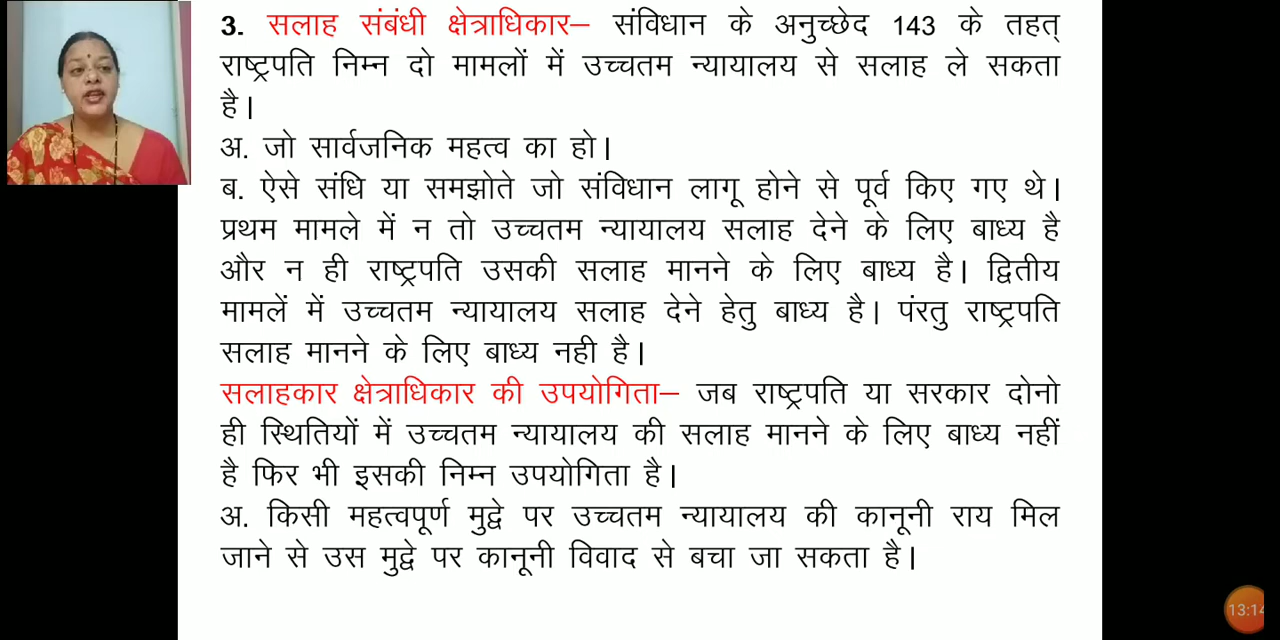 3. सलाह संबंधी क्षेत्राधिकार– संविधान के अनुच्छेद 143 के तहत्
राष्ट्रपति निम्न दो मामलों में उच्चतम न्यायालय से सलाह ले सकता
है।
अ. जो सार्वजनिक महत्व का हो।
ब. ऐसे संधि या समझोते जो संविधान लागू होने से पूर्व किए गए थे।
प्रथम मामले में न तो उच्चतम न्यायालय सलाह देने के लिए बाध्य है
और न ही राष्ट्रपति उसकी सलाह मानने के लिए बाध्य है। द्वितीय
मामलें में उच्चतम न्यायालय सलाह देने हेतु बाध्य है। पंरतु राष्ट्रपति
सलाह मानने के लिए बाध्य नही है।
सलाहकार क्षेत्राधिकार की उपयोगिता– जब राष्ट्रपति या सरकार दोनो
ही स्थितियों में उच्चतम न्यायालय की सलाह मानने के लिए बाध्य नहीं
है फिर भी इसकी निम्न उपयोगिता है।
अ. किसी महत्वपूर्ण मुद्वे पर उच्चतम न्यायालय की कानूनी राय मिल
जाने से उस मुद्वे पर कानूनी विवाद से बचा जा सकता है।
13:14